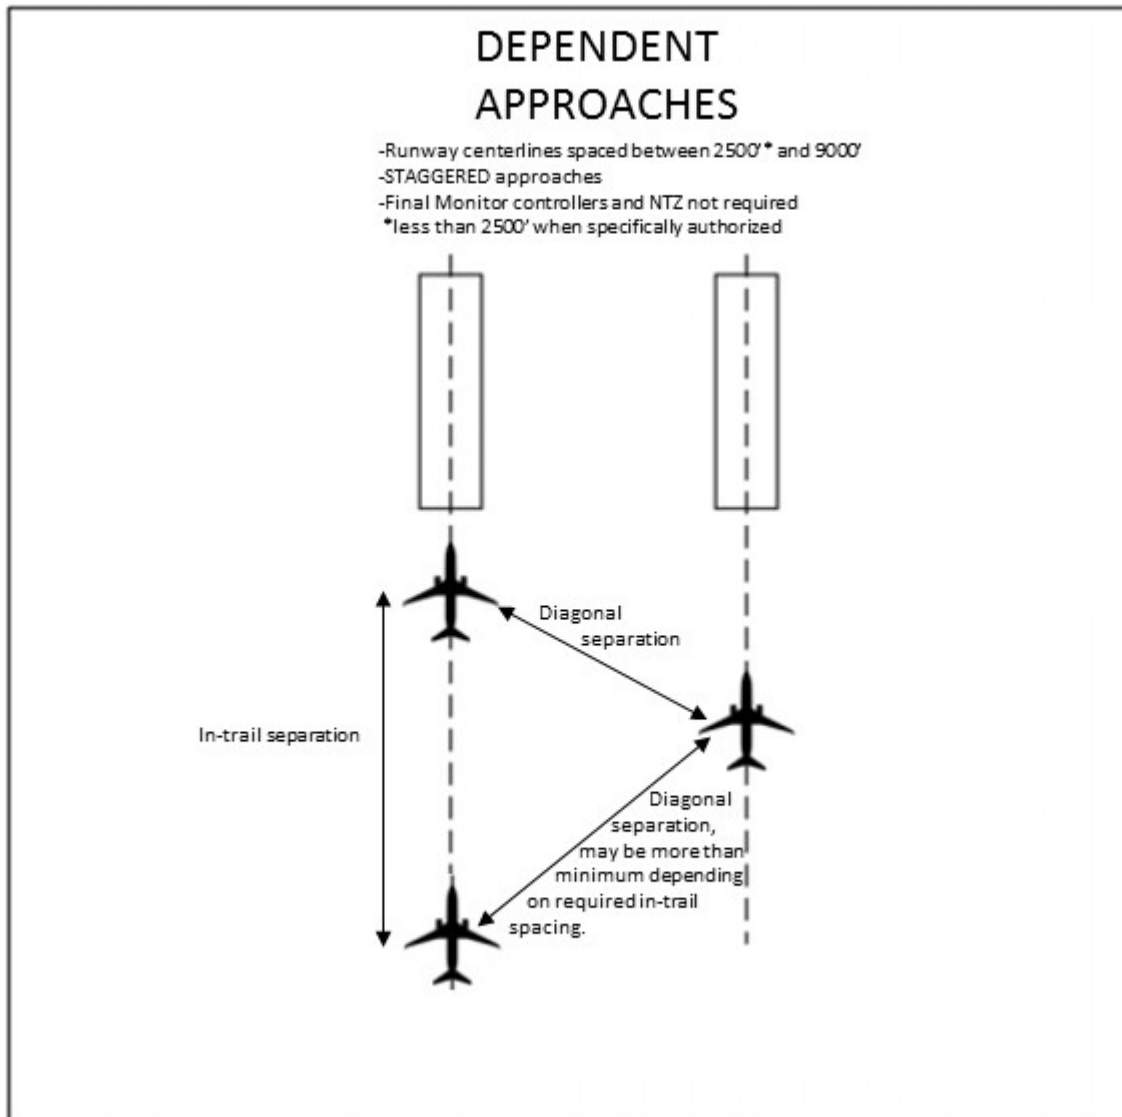 DEPENDENT
APPROACHES
-Runway centerlines spaced between 2500'* and 9000'
-STAGGERED approaches
-Final Monitor controllers and NTZ not required
*less than 2500' when specifically authorized
Diagonal
separation
In-trail separation
Diagonal
separation,
may be more than
minimum depending
on required in-trail
spacing.